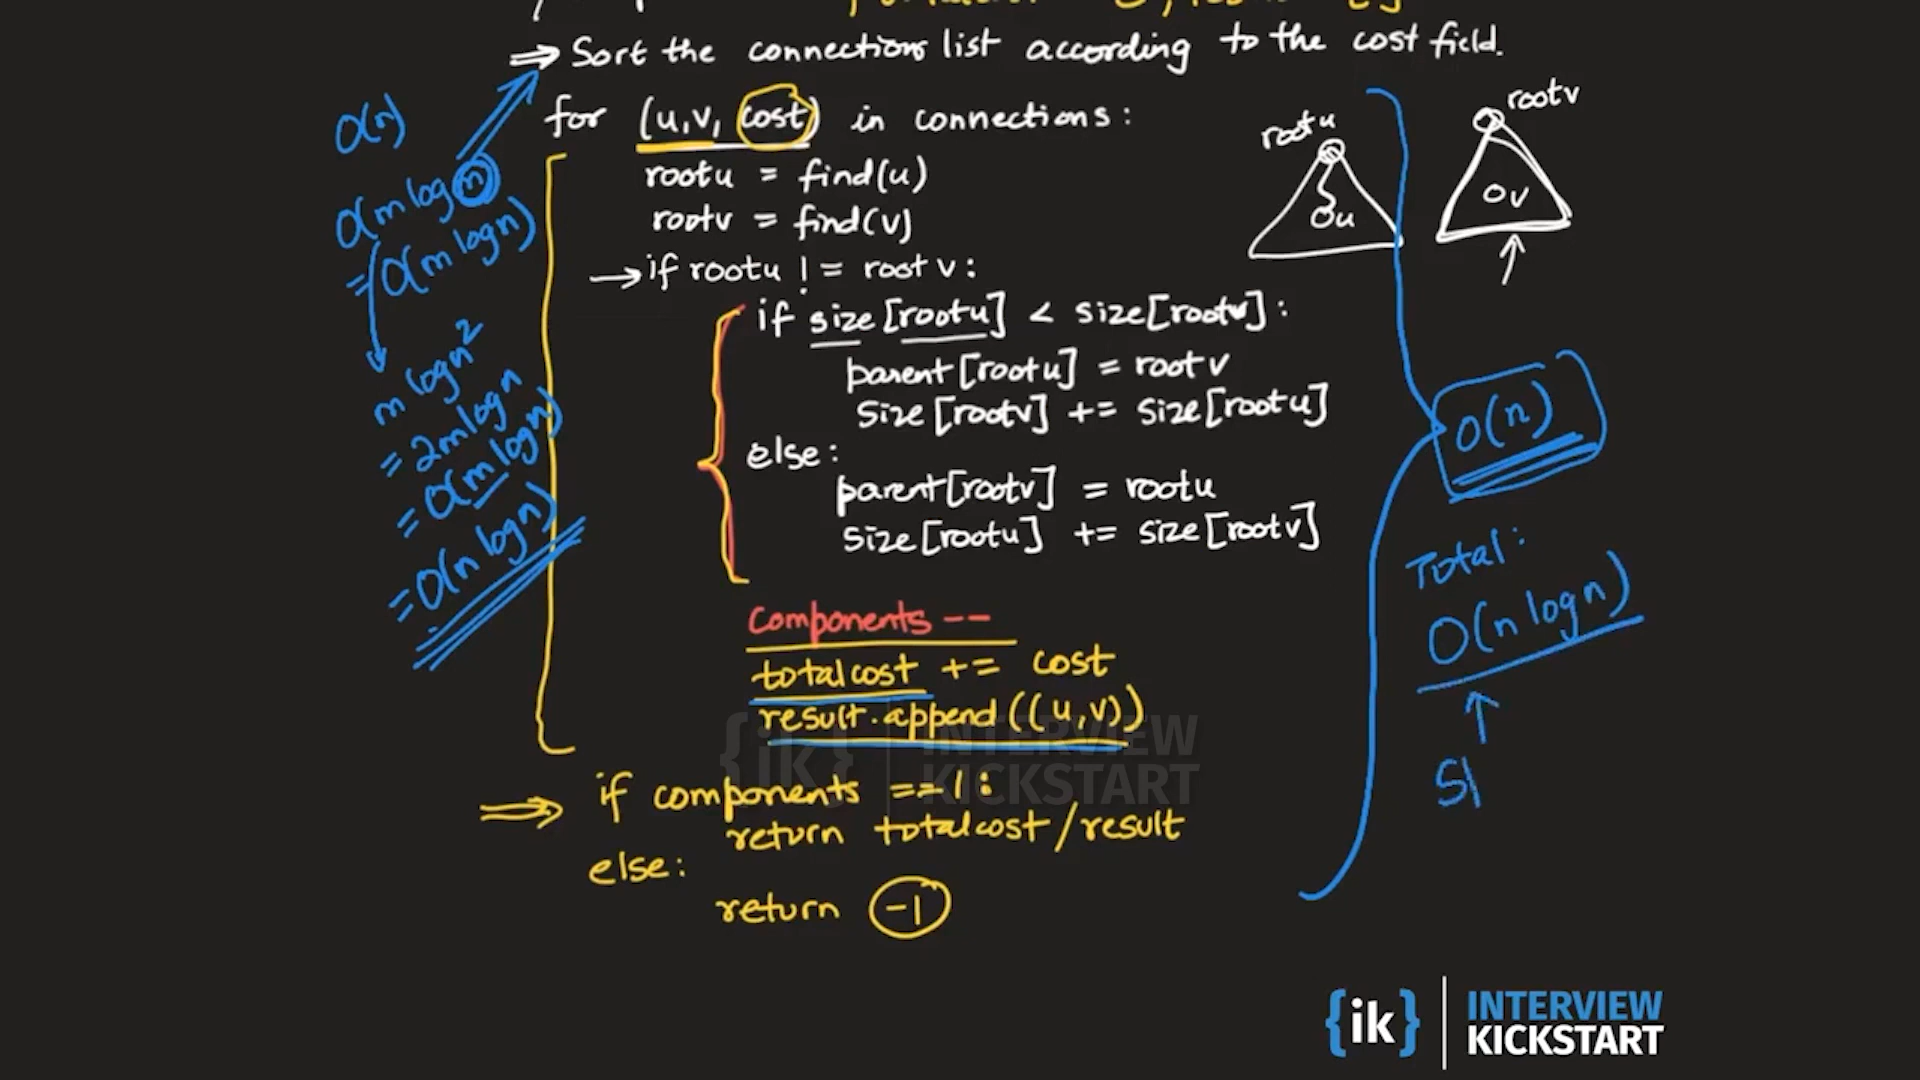 ⇒ Sort the connections list according to the cost field.
for (u,v, cost) in connections:
rootu = find(u)
rootv = find(v)
→ if rootu != rootv:
if size[rootu] < size[rootv]:
parent[rootu] = rootv
size[rootv] += size[rootu]
else:
parent[rootv] = rootu
size[rootu] += size[rootv]
components --
totalcost += cost
result.append((u,v))
⇒ if components ==1:
return totalcost/result
else:
return -1
O(n)
O(m log n)
= O(m log n)
m log n²
= 2m log n
= O(m log n)
= O(n log n)
rootu
u
rootv
v
O(n)
Total:
O(n log n)
{ik} INTERVIEW
KICKSTART
{ik} INTERVIEW
KICKSTART